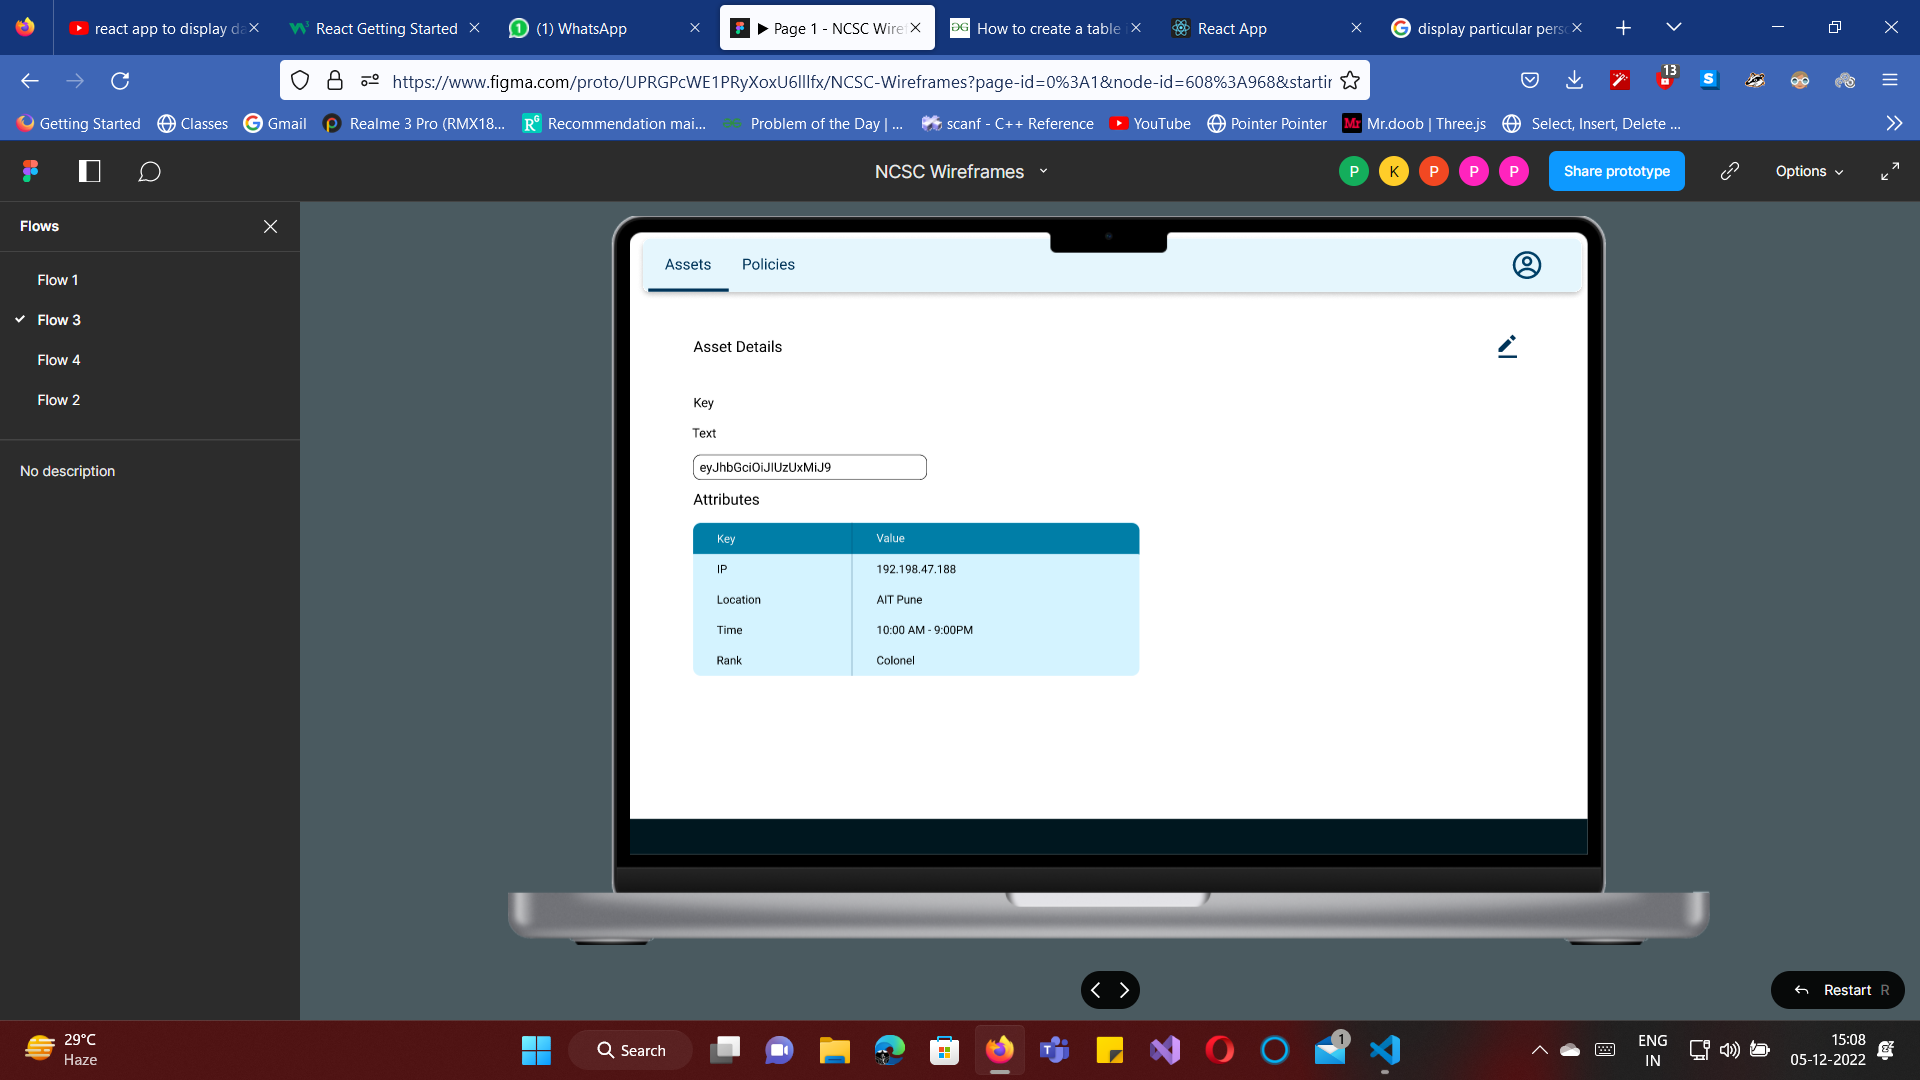 react app to display da
React Getting Started
(1) WhatsApp
▶ Page 1 - NCSC Wiref
How to create a table
React App
display particular pers
https://www.figma.com/proto/UPRGPcWE1PRyXoxU6lllfx/NCSC-Wireframes?page-id=0%3A1&node-id=608%3A968&startir
13
Getting Started
Classes
Gmail
Realme 3 Pro (RMX18...
Recommendation mai...
Problem of the Day | ...
scanf - C++ Reference
YouTube
Pointer Pointer
Mr.doob | Three.js
Select, Insert, Delete ...
NCSC Wireframes
P K P P P
Share prototype
Options
Flows
Flow 1
Flow 3
Flow 4
Flow 2
No description
Assets
Policies
Asset Details
Key
Text
eyJhbGciOiJIUzUxMiJ9
Attributes
Key Value
IP 192.198.47.188
Location AIT Pune
Time 10:00 AM - 9:00PM
Rank Colonel
Restart R
29°C
Haze
Search
1
ENG
IN
15:08
05-12-2022